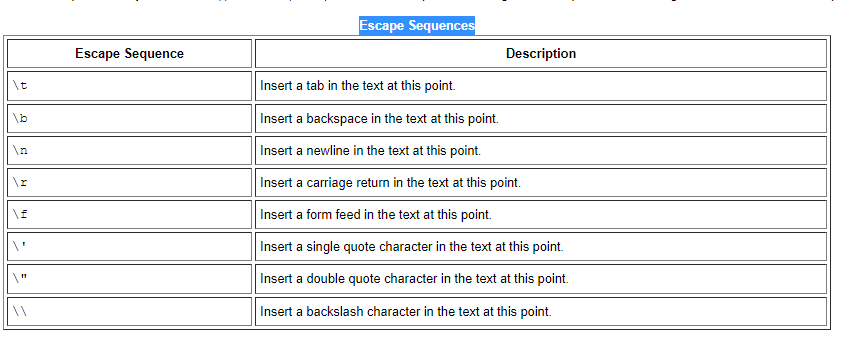 Escape Sequences
Escape Sequence Description
\t Insert a tab in the text at this point.
\b Insert a backspace in the text at this point.
\n Insert a newline in the text at this point.
\r Insert a carriage return in the text at this point.
\f Insert a form feed in the text at this point.
\' Insert a single quote character in the text at this point.
\" Insert a double quote character in the text at this point.
\\ Insert a backslash character in the text at this point.